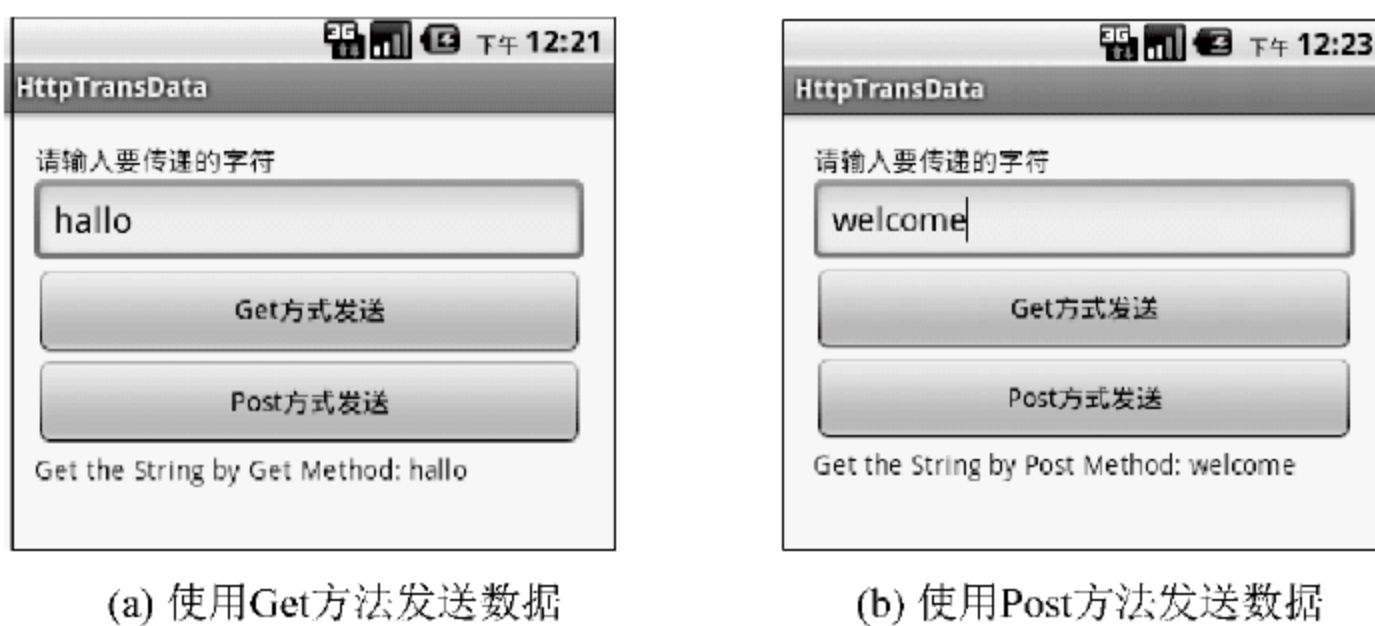 3G 下午 12:21
HttpTransData
请输入要传递的字符
hallo
Get方式发送
Post方式发送
Get the String by Get Method: hallo
(a) 使用Get方法发送数据
3G 下午 12:23
HttpTransData
请输入要传递的字符
welcome
Get方式发送
Post方式发送
Get the String by Post Method: welcome
(b) 使用Post方法发送数据